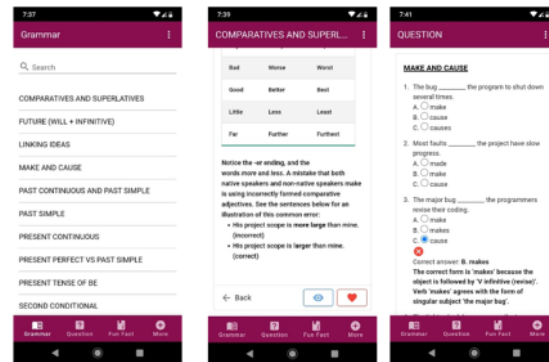 7:37
Grammar
Search
COMPARATIVES AND SUPERLATIVES
FUTURE (WILL + INFINITIVE)
LINKING IDEAS
MAKE AND CAUSE
PAST CONTINUOUS AND PAST SIMPLE
PAST SIMPLE
PRESENT CONTINUOUS
PRESENT PERFECT VS PAST SIMPLE
PRESENT TENSE OF BE
SECOND CONDITIONAL
Grammar Question Fun Fact More
7:39
COMPARATIVES AND SUPERL...
Bad Worse Worst
Good Better Best
Little Less Least
Far Further Furthest
Notice the -er ending, and the
words more and less. A mistake that both
native speakers and non-native speakers make
is using incorrectly formed comparative
adjectives. See the sentences below for an
illustration of this common error:
• His project scope is more large than mine.
(incorrect)
• His project scope is larger than mine.
(correct)
Back
Grammar Question Fun Fact More
7:41
QUESTION
MAKE AND CAUSE
1. The bug ______ the program to shut down
several times.
A. make
B. cause
C. causes
2. Most faults ______ the project have slow
progress.
A. made
B. make
C. cause
3. The major bug ______ the programmers
revise their coding.
A. make
B. makes
C. cause
Correct answer: B. makes
The correct form is 'makes' because the
object is followed by 'V infinitive (revise)'.
Verb 'makes' agrees with the form of
singular subject 'the major bug'.
Grammar Question Fun Fact More